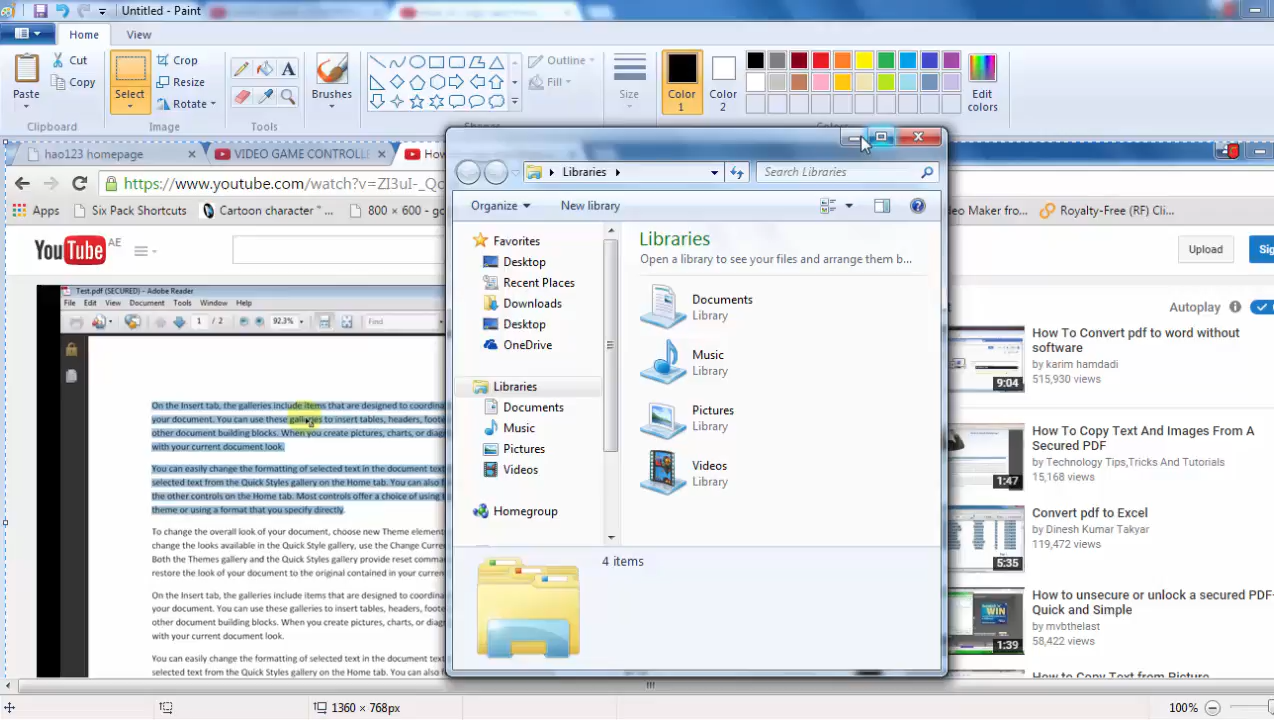 Untitled - Paint
Home View
Paste
Cut
Copy
Select
Crop
Resize
Rotate
Brushes
Outline
Fill
Size
Color 1
Color 2
Edit colors
Clipboard Image Tools Colors
hao123 homepage
VIDEO GAME CONTROLLE
How
https://www.youtube.com/watch?v=ZI3uI-_Qc
Apps Six Pack Shortcuts Cartoon character " ... 800 × 600 - gc
deo Maker fro... Royalty-Free (RF) Cli...
YouTube AE
Upload
Sig
Test.pdf (SECURED) - Adobe Reader
File Edit View Document Tools Window Help
1 / 2 92.3% Find
On the Insert tab, the galleries include items that are designed to coordina
your document. You can use these galleries to insert tables, headers, foote
other document building blocks. When you create pictures, charts, or diagr
with your current document look.
You can easily change the formatting of selected text in the document text
selected text from the Quick Styles gallery on the Home tab. You can also f
the other controls on the Home tab. Most controls offer a choice of using t
theme or using a format that you specify directly.
To change the overall look of your document, choose new Theme element
change the looks available in the Quick Style gallery, use the Change Curre
Both the Themes gallery and the Quick Styles gallery provide reset comma
restore the look of your document to the original contained in your curren
On the Insert tab, the galleries include items that are designed to coordina
your document. You can use these galleries to insert tables, headers, foote
other document building blocks. When you create pictures, charts, or diagr
with your current document look.
You can easily change the formatting of selected text in the document text
selected text from the Quick Styles gallery on the Home tab. You can also f
Libraries
Search Libraries
Organize New library
Favorites
Desktop
Recent Places
Downloads
Desktop
OneDrive
Libraries
Documents
Music
Pictures
Videos
Homegroup
Libraries
Open a library to see your files and arrange them b...
Documents
Library
Music
Library
Pictures
Library
Videos
Library
4 items
Autoplay
How To Convert pdf to word without
software
by karim hamdadi
515,930 views
9:04
How To Copy Text And Images From A
Secured PDF
by Technology Tips,Tricks And Tutorials
15,168 views
1:47
Convert pdf to Excel
by Dinesh Kumar Takyar
119,472 views
5:35
How to unsecure or unlock a secured PDF-
Quick and Simple
by mvbthelast
58,422 views
1:39
How to Copy Text from Picture
1360 × 768px
100%